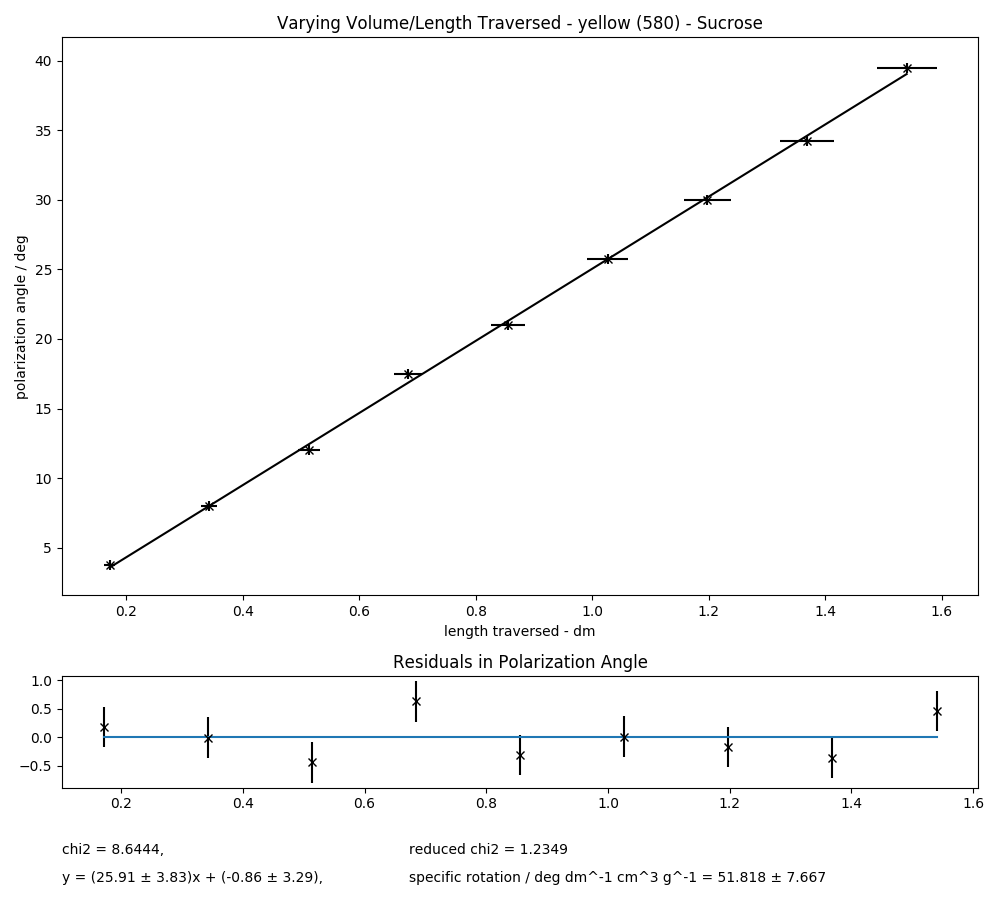 Varying Volume/Length Traversed - yellow (580) - Sucrose
40
35
30
25
20
15
10
5
polarization angle / deg
0.2 0.4 0.6 0.8 1.0 1.2 1.4 1.6
length traversed - dm
Residuals in Polarization Angle
1.0
0.5
0.0
−0.5
0.2 0.4 0.6 0.8 1.0 1.2 1.4 1.6
chi2 = 8.6444, reduced chi2 = 1.2349
y = (25.91 ± 3.83)x + (-0.86 ± 3.29), specific rotation / deg dm^-1 cm^3 g^-1 = 51.818 ± 7.667